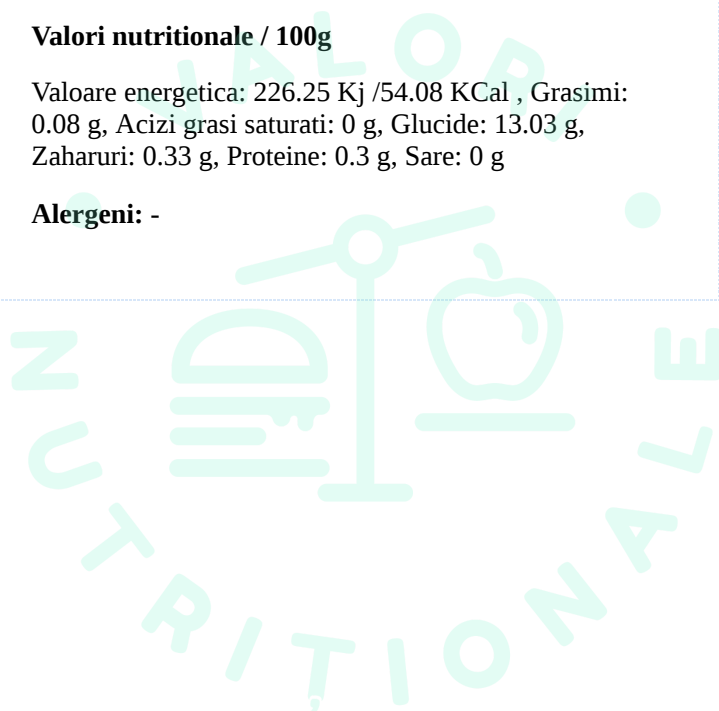 Valori nutritionale / 100g
Valoare energetica: 226.25 Kj /54.08 KCal , Grasimi:
0.08 g, Acizi grasi saturati: 0 g, Glucide: 13.03 g,
Zaharuri: 0.33 g, Proteine: 0.3 g, Sare: 0 g
Alergeni: -
VALORI
NUTRIȚIONALE